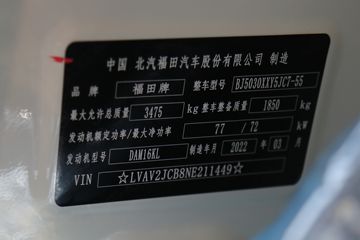 中国 北汽福田汽车股份有限公司 制造
品牌 福田牌 整车型号 BJ5030XXY5JC7-55
最大允许总质量 3475 kg 整车整备质量 1850 kg
发动机额定功率/最大净功率 77 / 72 kW
发动机型号 DAM16KL 制造年月 2022 年 03 月
VIN ☆LVAV2JCB8NE211449☆